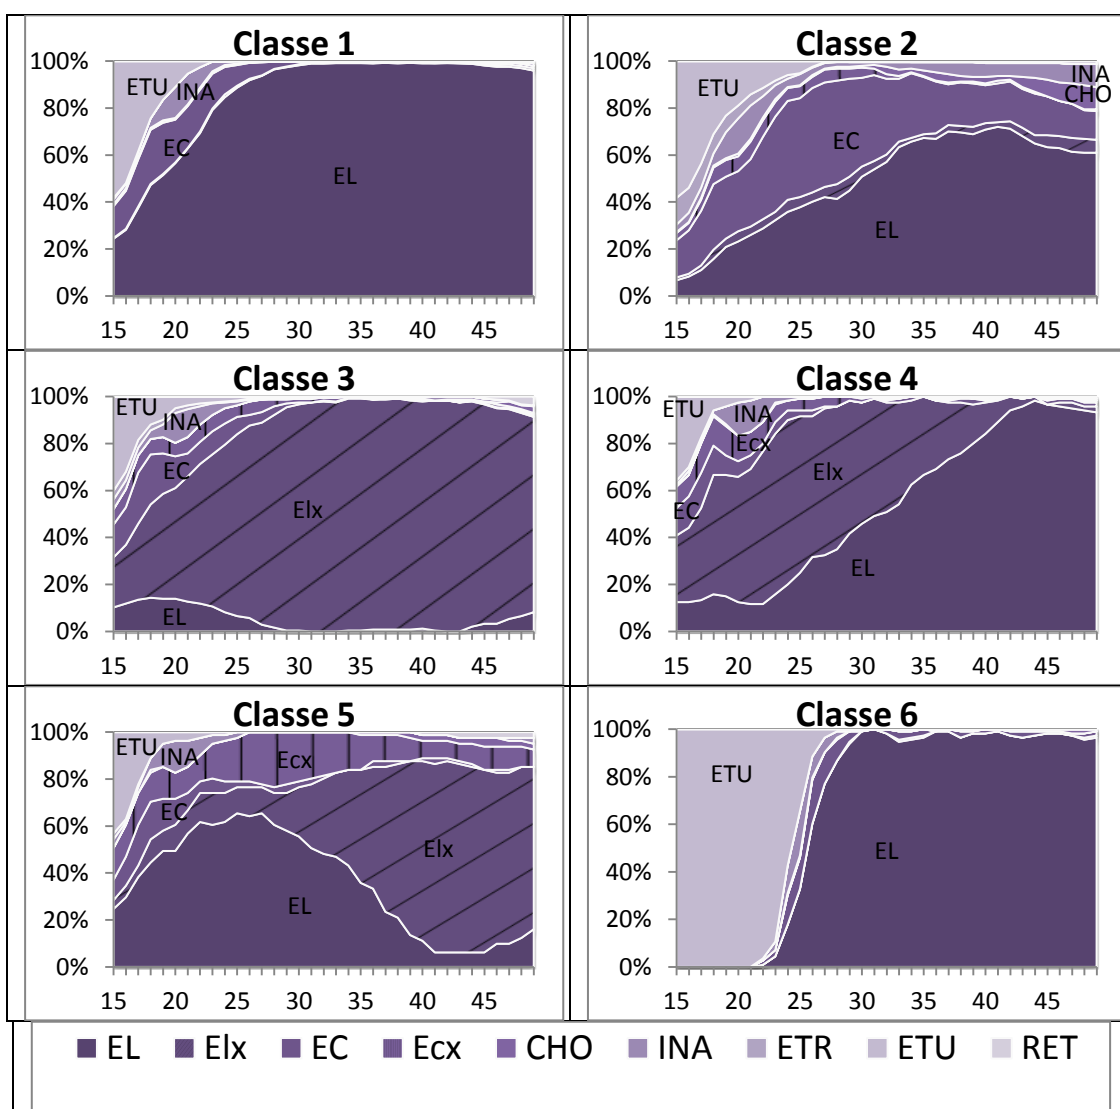 Classe 1
100%
80%
60%
40%
20%
0%
ETU
INA
EC
EL
15 20 25 30 35 40 45
Classe 2
100%
80%
60%
40%
20%
0%
ETU
INA
CHO
EC
EL
15 20 25 30 35 40 45
Classe 3
100%
80%
60%
40%
20%
0%
ETU
INA
EC
Elx
EL
15 20 25 30 35 40 45
Classe 4
100%
80%
60%
40%
20%
0%
ETU
INA
Ecx
Elx
EC
EL
15 20 25 30 35 40 45
Classe 5
100%
80%
60%
40%
20%
0%
ETU
INA
Ecx
EC
Elx
EL
15 20 25 30 35 40 45
Classe 6
100%
80%
60%
40%
20%
0%
ETU
EL
15 20 25 30 35 40 45
EL Elx EC Ecx CHO INA ETR ETU RET